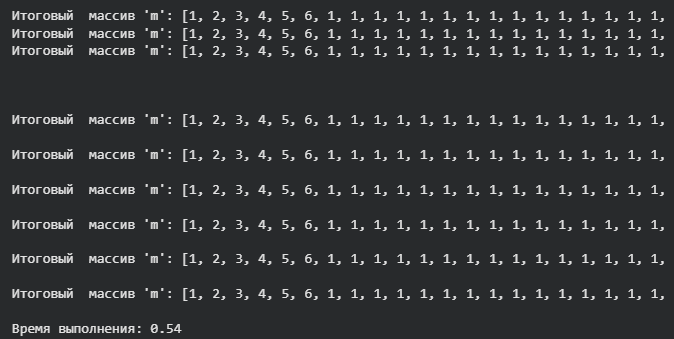 Итоговый  массив 'm': [1, 2, 3, 4, 5, 6, 1, 1, 1, 1, 1, 1, 1, 1, 1, 1, 1, 1, 1, 1, 1,
Итоговый  массив 'm': [1, 2, 3, 4, 5, 6, 1, 1, 1, 1, 1, 1, 1, 1, 1, 1, 1, 1, 1, 1, 1,
Итоговый  массив 'm': [1, 2, 3, 4, 5, 6, 1, 1, 1, 1, 1, 1, 1, 1, 1, 1, 1, 1, 1, 1, 1,
Итоговый  массив 'm': [1, 2, 3, 4, 5, 6, 1, 1, 1, 1, 1, 1, 1, 1, 1, 1, 1, 1, 1, 1, 1,
Итоговый  массив 'm': [1, 2, 3, 4, 5, 6, 1, 1, 1, 1, 1, 1, 1, 1, 1, 1, 1, 1, 1, 1, 1,
Итоговый  массив 'm': [1, 2, 3, 4, 5, 6, 1, 1, 1, 1, 1, 1, 1, 1, 1, 1, 1, 1, 1, 1, 1,
Итоговый  массив 'm': [1, 2, 3, 4, 5, 6, 1, 1, 1, 1, 1, 1, 1, 1, 1, 1, 1, 1, 1, 1, 1,
Итоговый  массив 'm': [1, 2, 3, 4, 5, 6, 1, 1, 1, 1, 1, 1, 1, 1, 1, 1, 1, 1, 1, 1, 1,
Итоговый  массив 'm': [1, 2, 3, 4, 5, 6, 1, 1, 1, 1, 1, 1, 1, 1, 1, 1, 1, 1, 1, 1, 1,
Время выполнения: 0.54